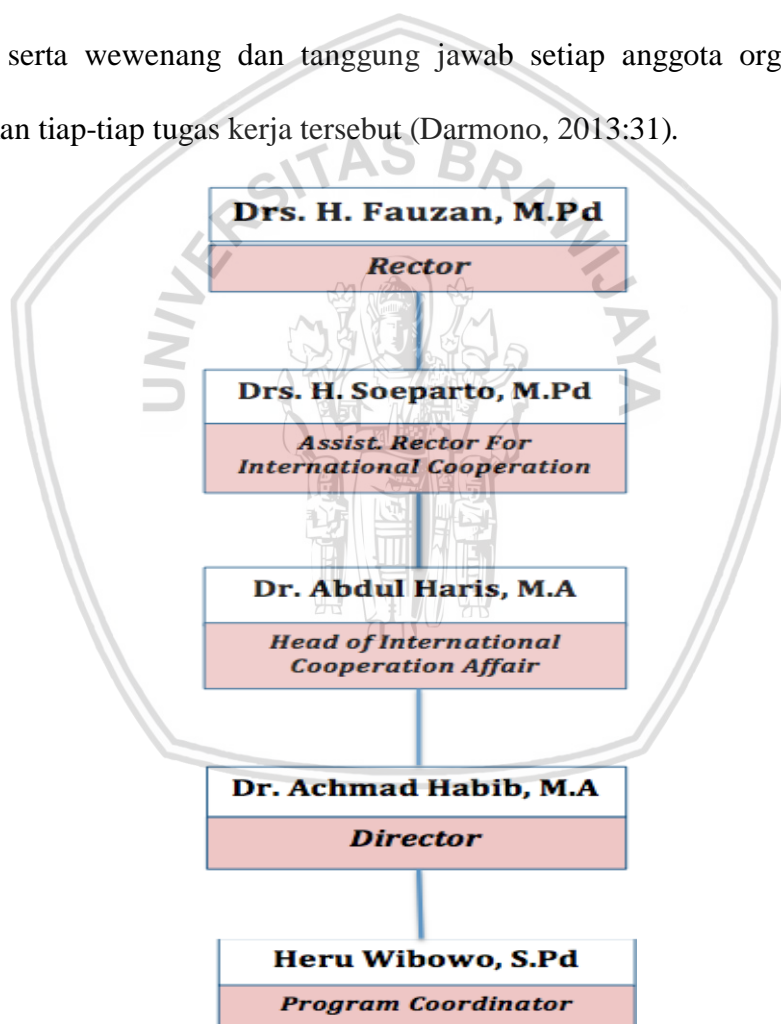 serta wewenang dan tanggung jawab setiap anggota org
an tiap-tiap tugas kerja tersebut (Darmono, 2013:31).
UNIVERSITAS BRAWIJAYA
Drs. H. Fauzan, M.Pd
Rector
Drs. H. Soeparto, M.Pd
Assist. Rector For
International Cooperation
Dr. Abdul Haris, M.A
Head of International
Cooperation Affair
Dr. Achmad Habib, M.A
Director
Heru Wibowo, S.Pd
Program Coordinator